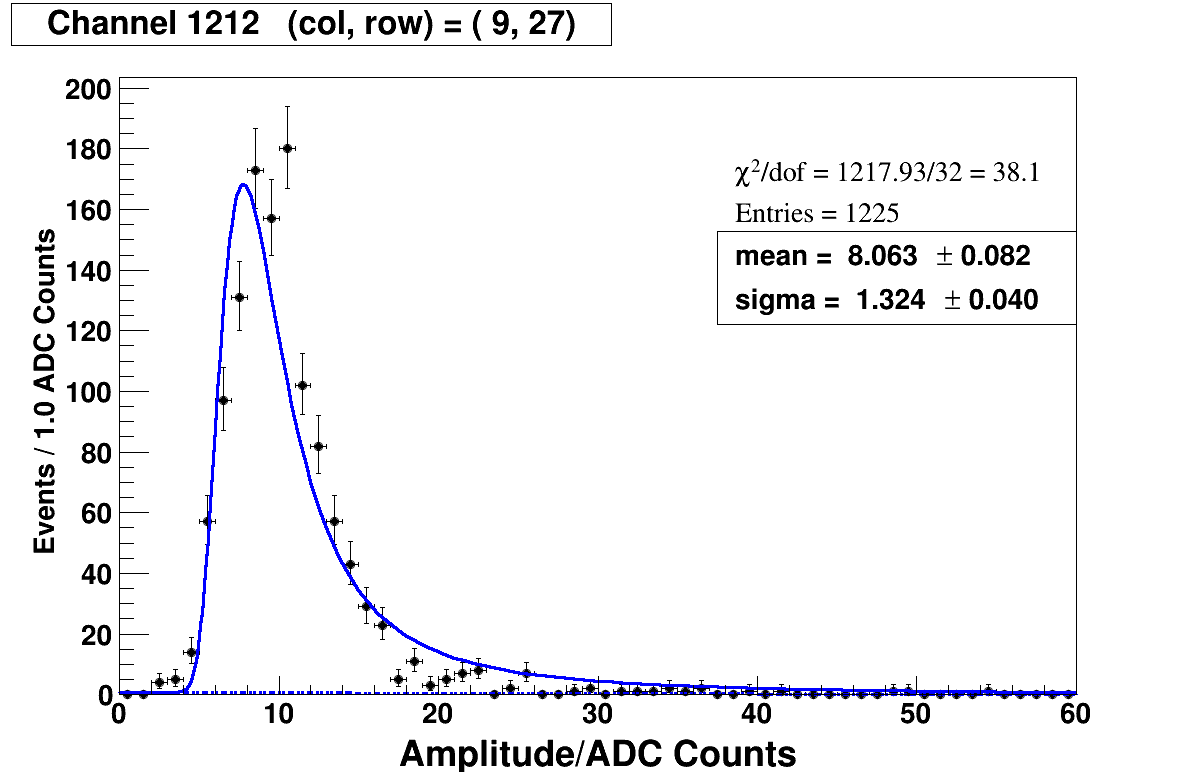 Channel 1212 (col, row) = ( 9, 27)
200
180
160
140
120
100
80
60
40
20
0
Events / 1.0 ADC Counts
χ²/dof = 1217.93/32 = 38.1
Entries = 1225
mean = 8.063 ± 0.082
sigma = 1.324 ± 0.040
0 10 20 30 40 50 60
Amplitude/ADC Counts